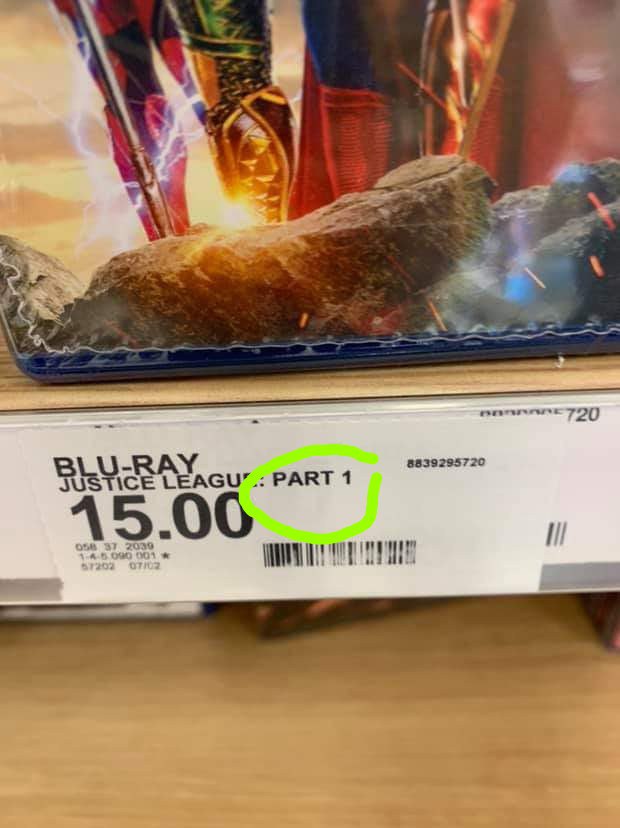 720
BLU-RAY
JUSTICE LEAGUE: PART 1
8839295720
15.00
058 37 2039
1-4-5.090 001 *
57202 07/02